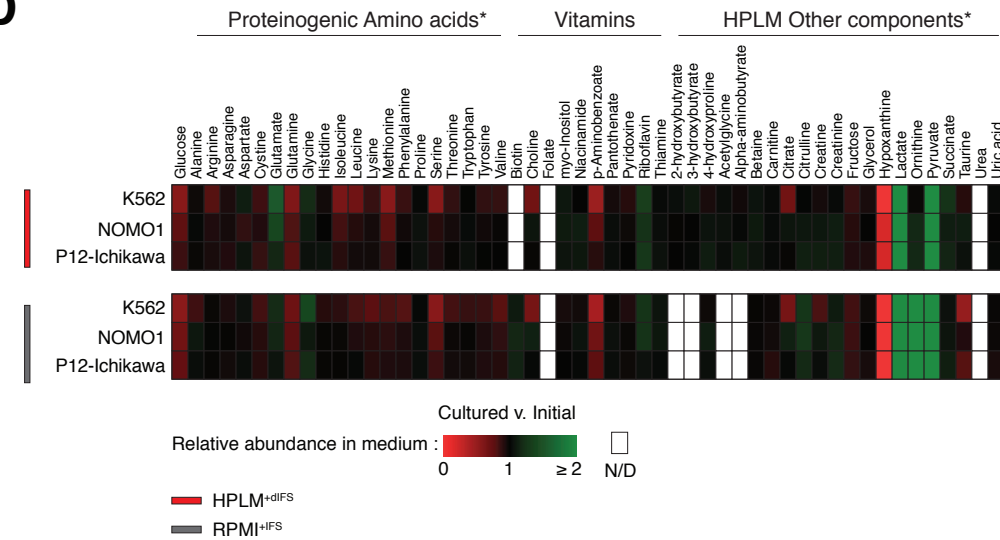 Proteinogenic Amino acids* Vitamins HPLM Other components*
Glucose
Alanine
Arginine
Asparagine
Aspartate
Cystine
Glutamate
Glutamine
Glycine
Histidine
Isoleucine
Leucine
Lysine
Methionine
Phenylalanine
Proline
Serine
Threonine
Tryptophan
Tyrosine
Valine
Biotin
Choline
Folate
myo-Inositol
Niacinamide
p-Aminobenzoate
Pantothenate
Pyridoxine
Riboflavin
Thiamine
2-hydroxybutyrate
3-hydroxybutyrate
4-hydroxyproline
Acetylglycine
Alpha-aminobutyrate
Betaine
Carnitine
Citrate
Citrulline
Creatine
Creatinine
Fructose
Glycerol
Hypoxanthine
Lactate
Ornithine
Pyruvate
Succinate
Taurine
Urea
Uric acid
K562
NOMO1
P12-Ichikawa
K562
NOMO1
P12-Ichikawa
Cultured v. Initial
Relative abundance in medium :
0 1 ≥ 2 N/D
HPLM+dIFS
RPMI+IFS